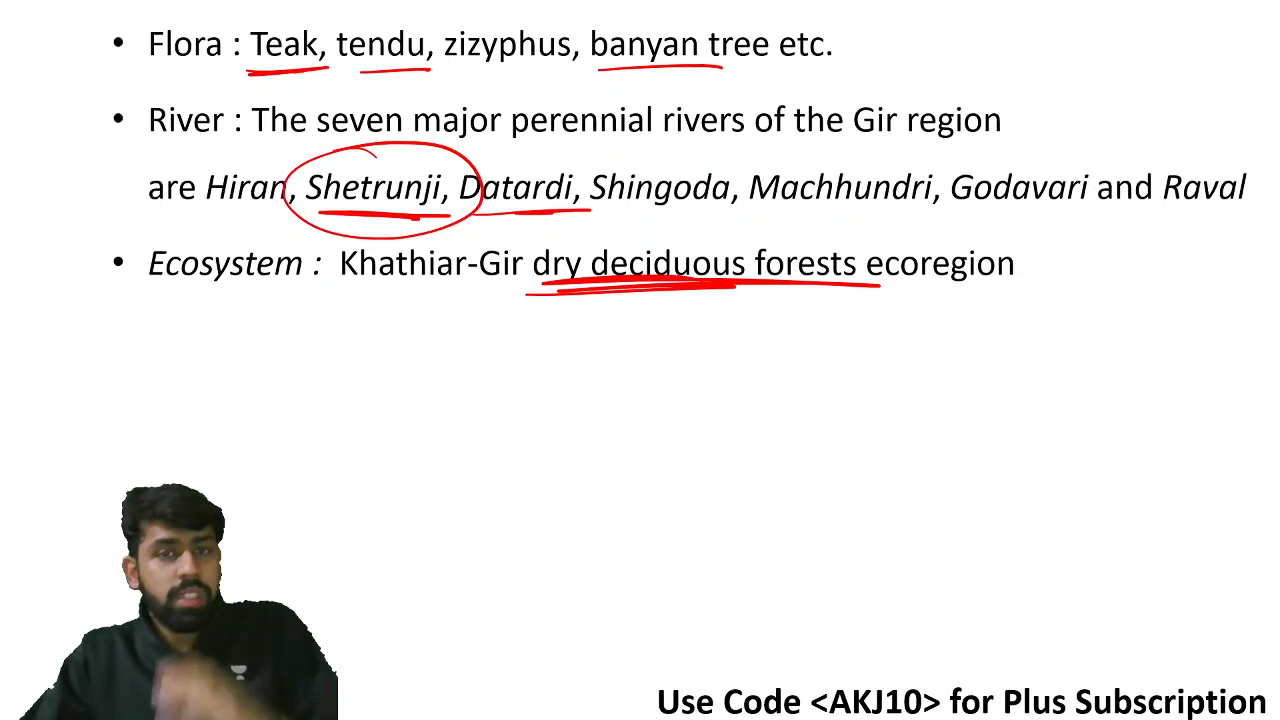 • Flora : Teak, tendu, zizyphus, banyan tree etc.
• River : The seven major perennial rivers of the Gir region
are Hiran, Shetrunji, Datardi, Shingoda, Machhundri, Godavari and Raval
• Ecosystem : Khathiar-Gir dry deciduous forests ecoregion
Use Code <AKJ10> for Plus Subscription